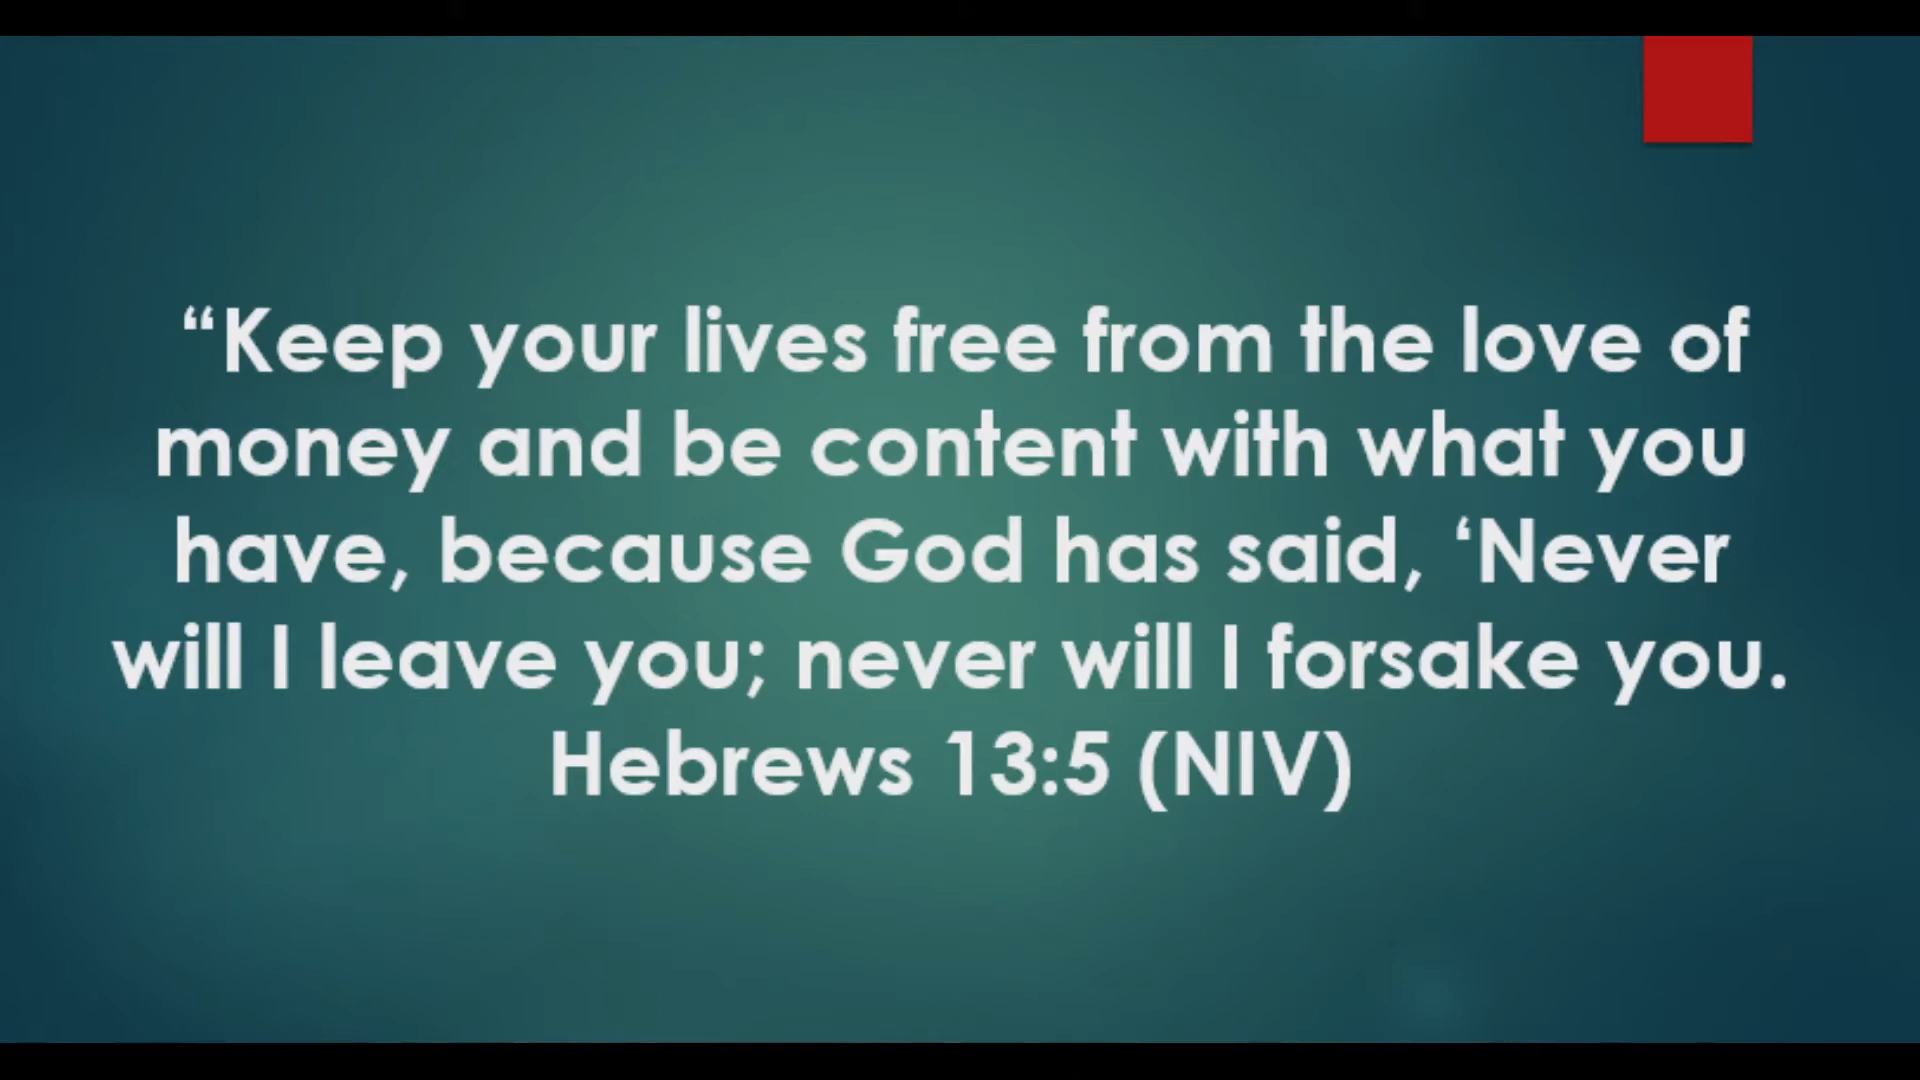 “Keep your lives free from the love of
money and be content with what you
have, because God has said, ‘Never
will I leave you; never will I forsake you.
Hebrews 13:5 (NIV)